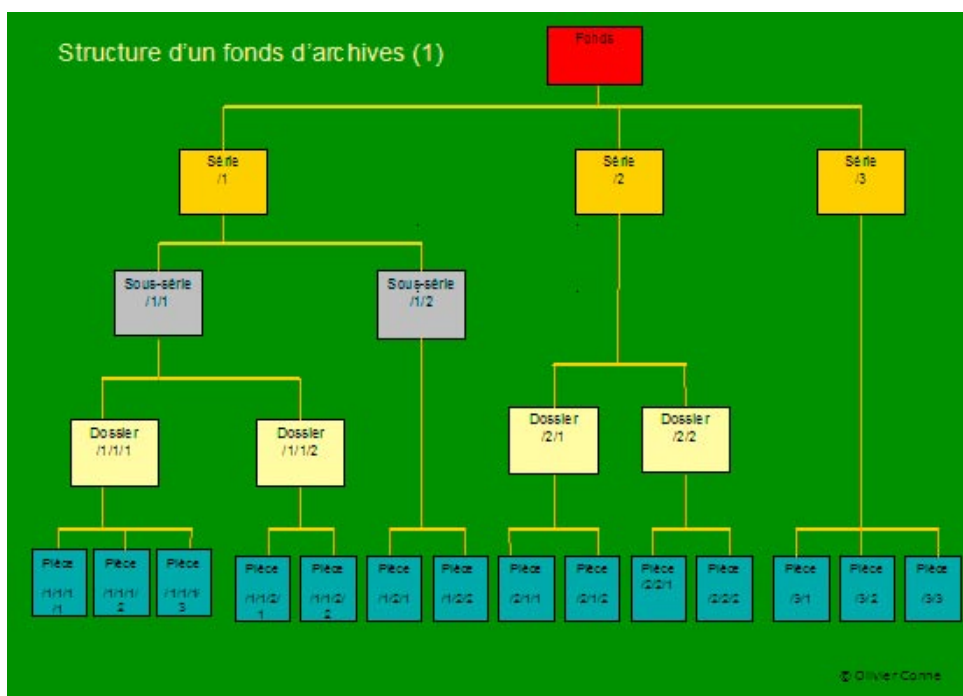 Structure d'un fonds d'archives (1)
Fonds
Série
/1
Série
/2
Série
/3
Sous-série
/1/1
Sous-série
/1/2
Dossier
/1/1/1
Dossier
/1/1/2
Dossier
/2/1
Dossier
/2/2
Pièce
/1/1/1
/1
Pièce
/1/1/1/
2
Pièce
/1/1/1/
3
Pièce
/1/1/2/
1
Pièce
/1/1/2/
2
Pièce
/1/2/1
Pièce
/1/2/2
Pièce
/2/1/1
Pièce
/2/1/2
Pièce
/2/2/1
Pièce
/2/2/2
Pièce
/3/1
Pièce
/3/2
Pièce
/3/3
© Olivier Conne